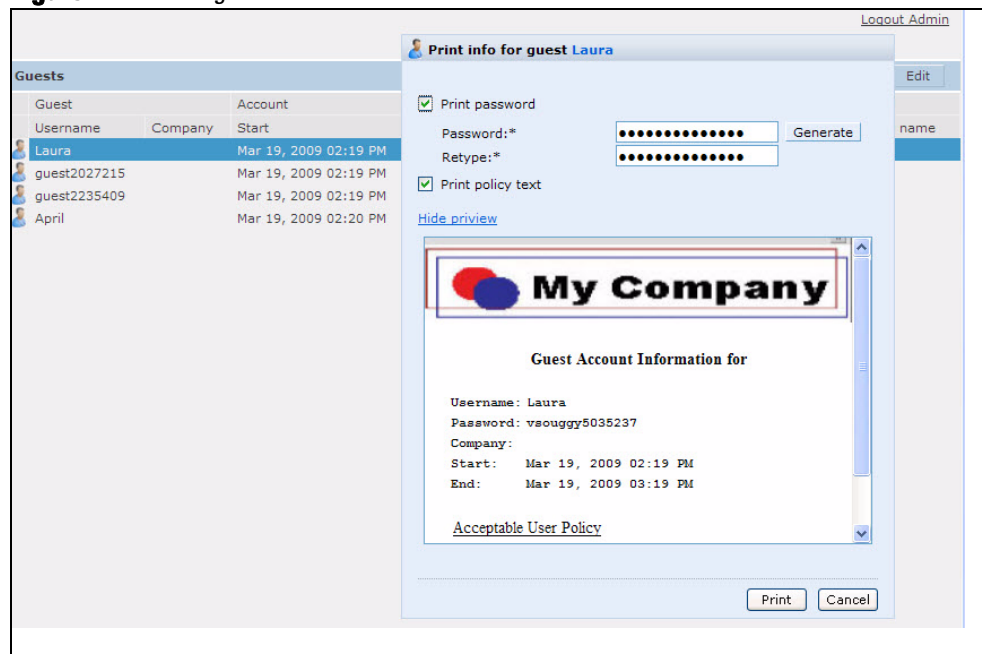 Logout Admin
Print info for guest Laura
Guests
Edit
Guest Account
Username Company Start
name
Laura Mar 19, 2009 02:19 PM
guest2027215 Mar 19, 2009 02:19 PM
guest2235409 Mar 19, 2009 02:19 PM
April Mar 19, 2009 02:20 PM
Print password
Password:* ●●●●●●●●●●●●●● Generate
Retype:* ●●●●●●●●●●●●●●
Print policy text
Hide priview
My Company
Guest Account Information for
Username: Laura
Password: vsouggy5035237
Company:
Start: Mar 19, 2009 02:19 PM
End: Mar 19, 2009 03:19 PM
Acceptable User Policy
Print Cancel